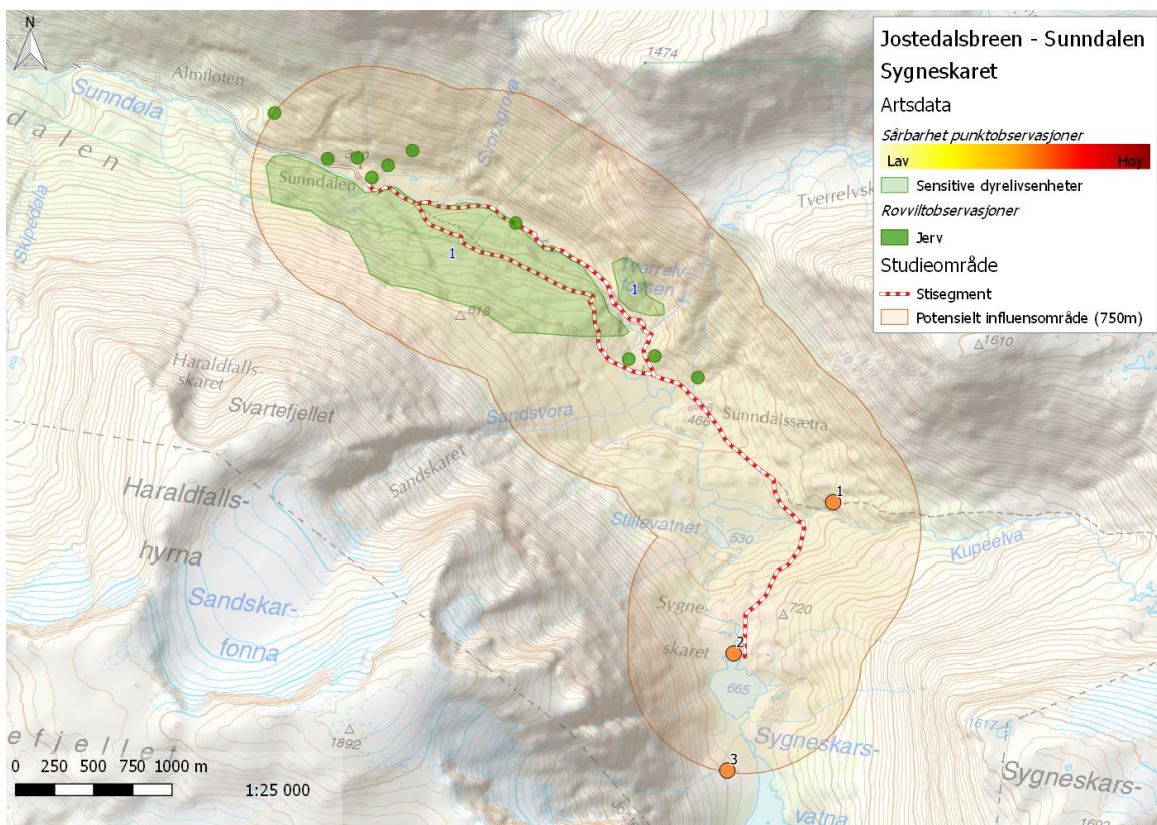 N
Almfloten
Sunndøla
1474
Svoragrova
dalen
Skipedøla
Sunndalen
Tverrelv-
fossen
1
1
618
Haraldfalls-
skaret
Svartefjellet
Sandsvora
Sandskaret
Sunndalssætra
466
1610
Haraldfalls-
hyrna
Sandskar-
fonna
Stillevatnet
530
1
Kupeelva
720
Sygne-
skaret
2
665
3
Sygneskars-
vatna
1617
Sygneskars-
efjellet
1892
0 250 500 750 1000 m
1:25 000
Jostedalsbreen - Sunndalen
Sygneskaret
Artsdata
Sårbarhet punktobservasjoner
Lav Høy
Sensitive dyrelivsenheter
Rovviltobservasjoner
Jerv
Studieområde
Stisegment
Potensielt influensområde (750m)